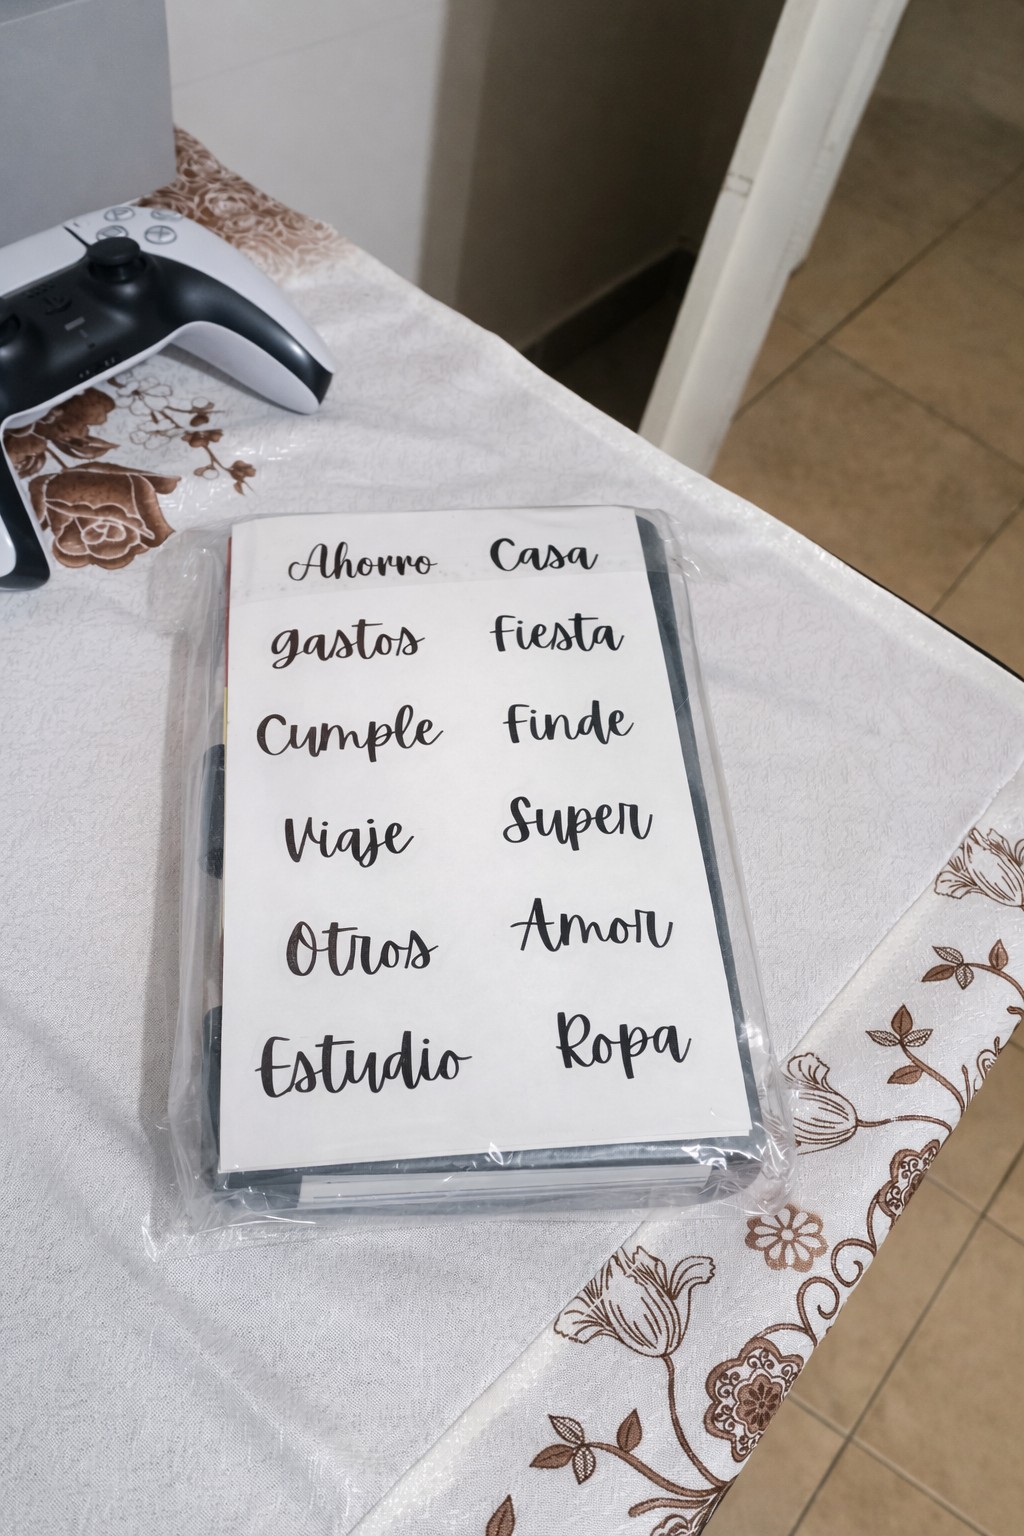 Ahorro Casa
gastos Fiesta
Cumple Finde
Viaje Super
Otros Amor
Estudio Ropa